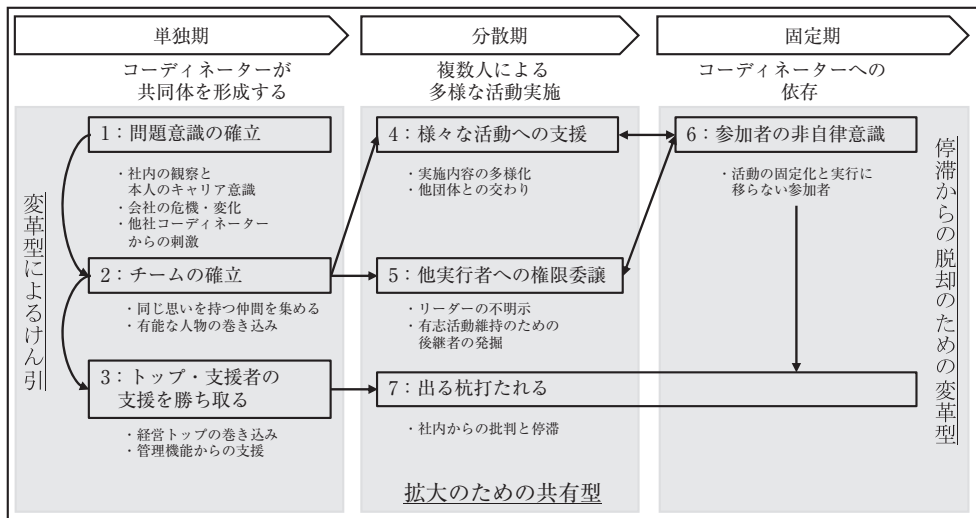 単独期
分散期
固定期
コーディネーターが
共同体を形成する
複数人による
多様な活動実施
コーディネーターへの
依存
変革型によるけん引
1：問題意識の確立
・社内の観察と
本人のキャリア意識
・会社の危機・変化
・他社コーディネーター
からの刺激
2：チームの確立
・同じ思いを持つ仲間を集める
・有能な人物の巻き込み
3：トップ・支援者の
支援を勝ち取る
・経営トップの巻き込み
・管理機能からの支援
4：様々な活動への支援
・実施内容の多様化
・他団体との交わり
5：他実行者への権限委譲
・リーダーの不明示
・有志活動維持のための
後継者の発掘
6：参加者の非自律意識
・活動の固定化と実行に
移らない参加者
7：出る杭打たれる
・社内からの批判と停滞
拡大のための共有型
停滞からの脱却のための変革型